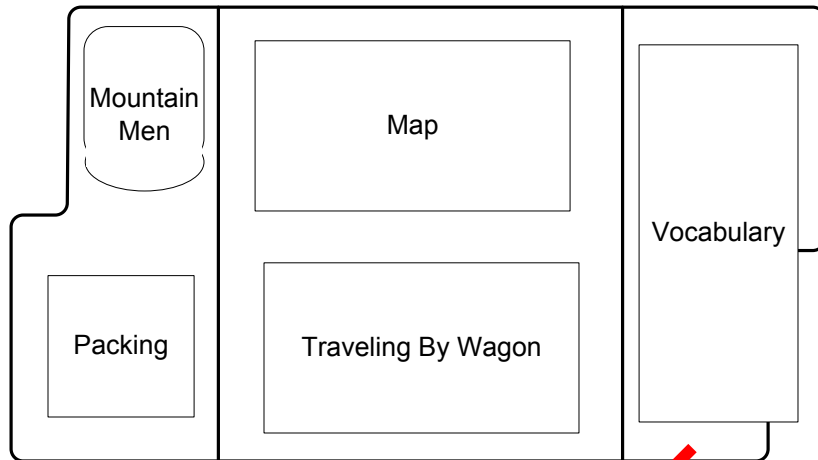 Mountain
Men
Map
Vocabulary
Packing
Traveling By Wagon